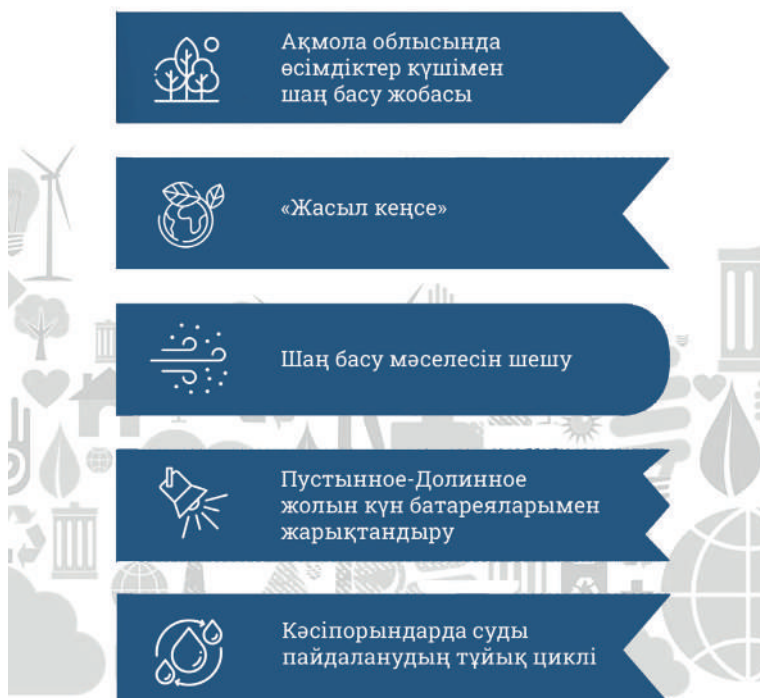 Ақмола облысында
өсімдіктер күшімен
шаң басу жобасы
«Жасыл кеңсе»
Шаң басу мәселесін шешу
Пустынное-Долинное
жолын күн батареяларымен
жарықтандыру
Кәсіпорындарда суды
пайдаланудың тұйық циклі